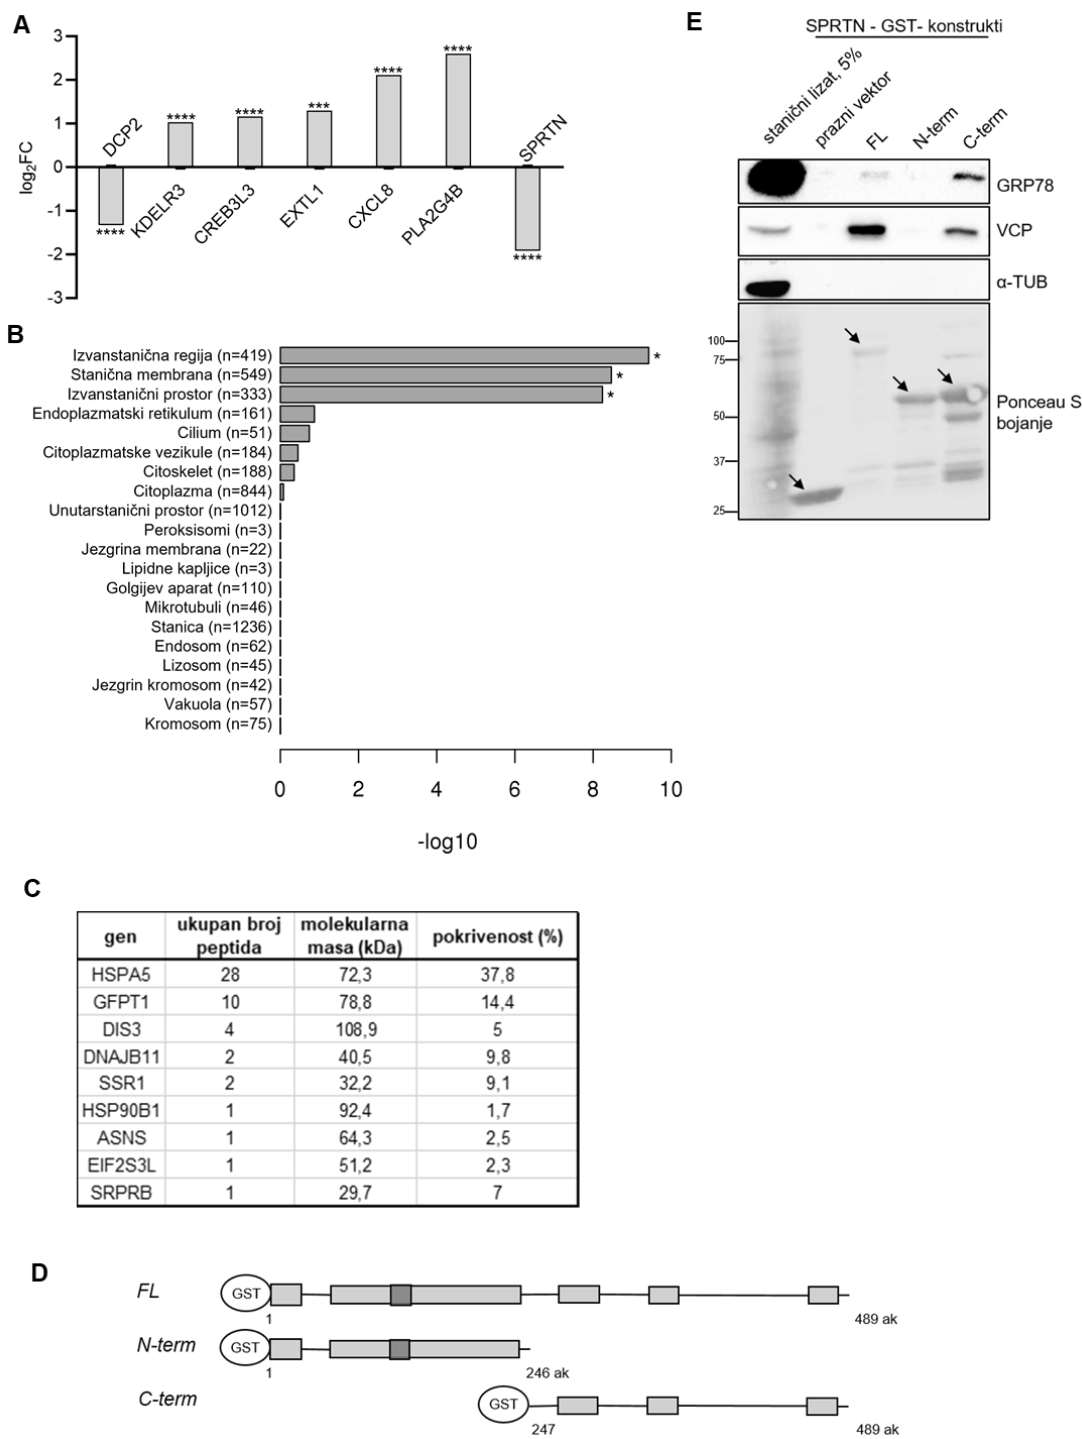 A
3
2
1
0
-1
-2
-3
log2FC
DCP2
KDELR3
CREB3L3
EXTL1
CXCL8
PLA2G4B
SPRTN
****
****
****
***
****
****
****
B
Izvanstanična regija (n=419)
Stanična membrana (n=549)
Izvanstanični prostor (n=333)
Endoplazmatski retikulum (n=161)
Cilium (n=51)
Citoplazmatske vezikule (n=184)
Citoskelet (n=188)
Citoplazma (n=844)
Unutarstanični prostor (n=1012)
Peroksisomi (n=3)
Jezgrina membrana (n=22)
Lipidne kapljice (n=3)
Golgijev aparat (n=110)
Mikrotubuli (n=46)
Stanica (n=1236)
Endosom (n=62)
Lizosom (n=45)
Jezgrin kromosom (n=42)
Vakuola (n=57)
Kromosom (n=75)
*
*
*
0 2 4 6 8 10
-log10
C
gen ukupan broj peptida molekularna masa (kDa) pokrivenost (%)
HSPA5 28 72,3 37,8
GFPT1 10 78,8 14,4
DIS3 4 108,9 5
DNAJB11 2 40,5 9,8
SSR1 2 32,2 9,1
HSP90B1 1 92,4 1,7
ASNS 1 64,3 2,5
EIF2S3L 1 51,2 2,3
SRPRB 1 29,7 7
D
FL GST
1 489 ak
N-term GST
1 246 ak
C-term GST
247 489 ak
E
SPRTN - GST- konstrukti
stanični lizat, 5%
prazni vektor
FL
N-term
C-term
GRP78
VCP
α-TUB
100
75
50
37
25
Ponceau S
bojanje